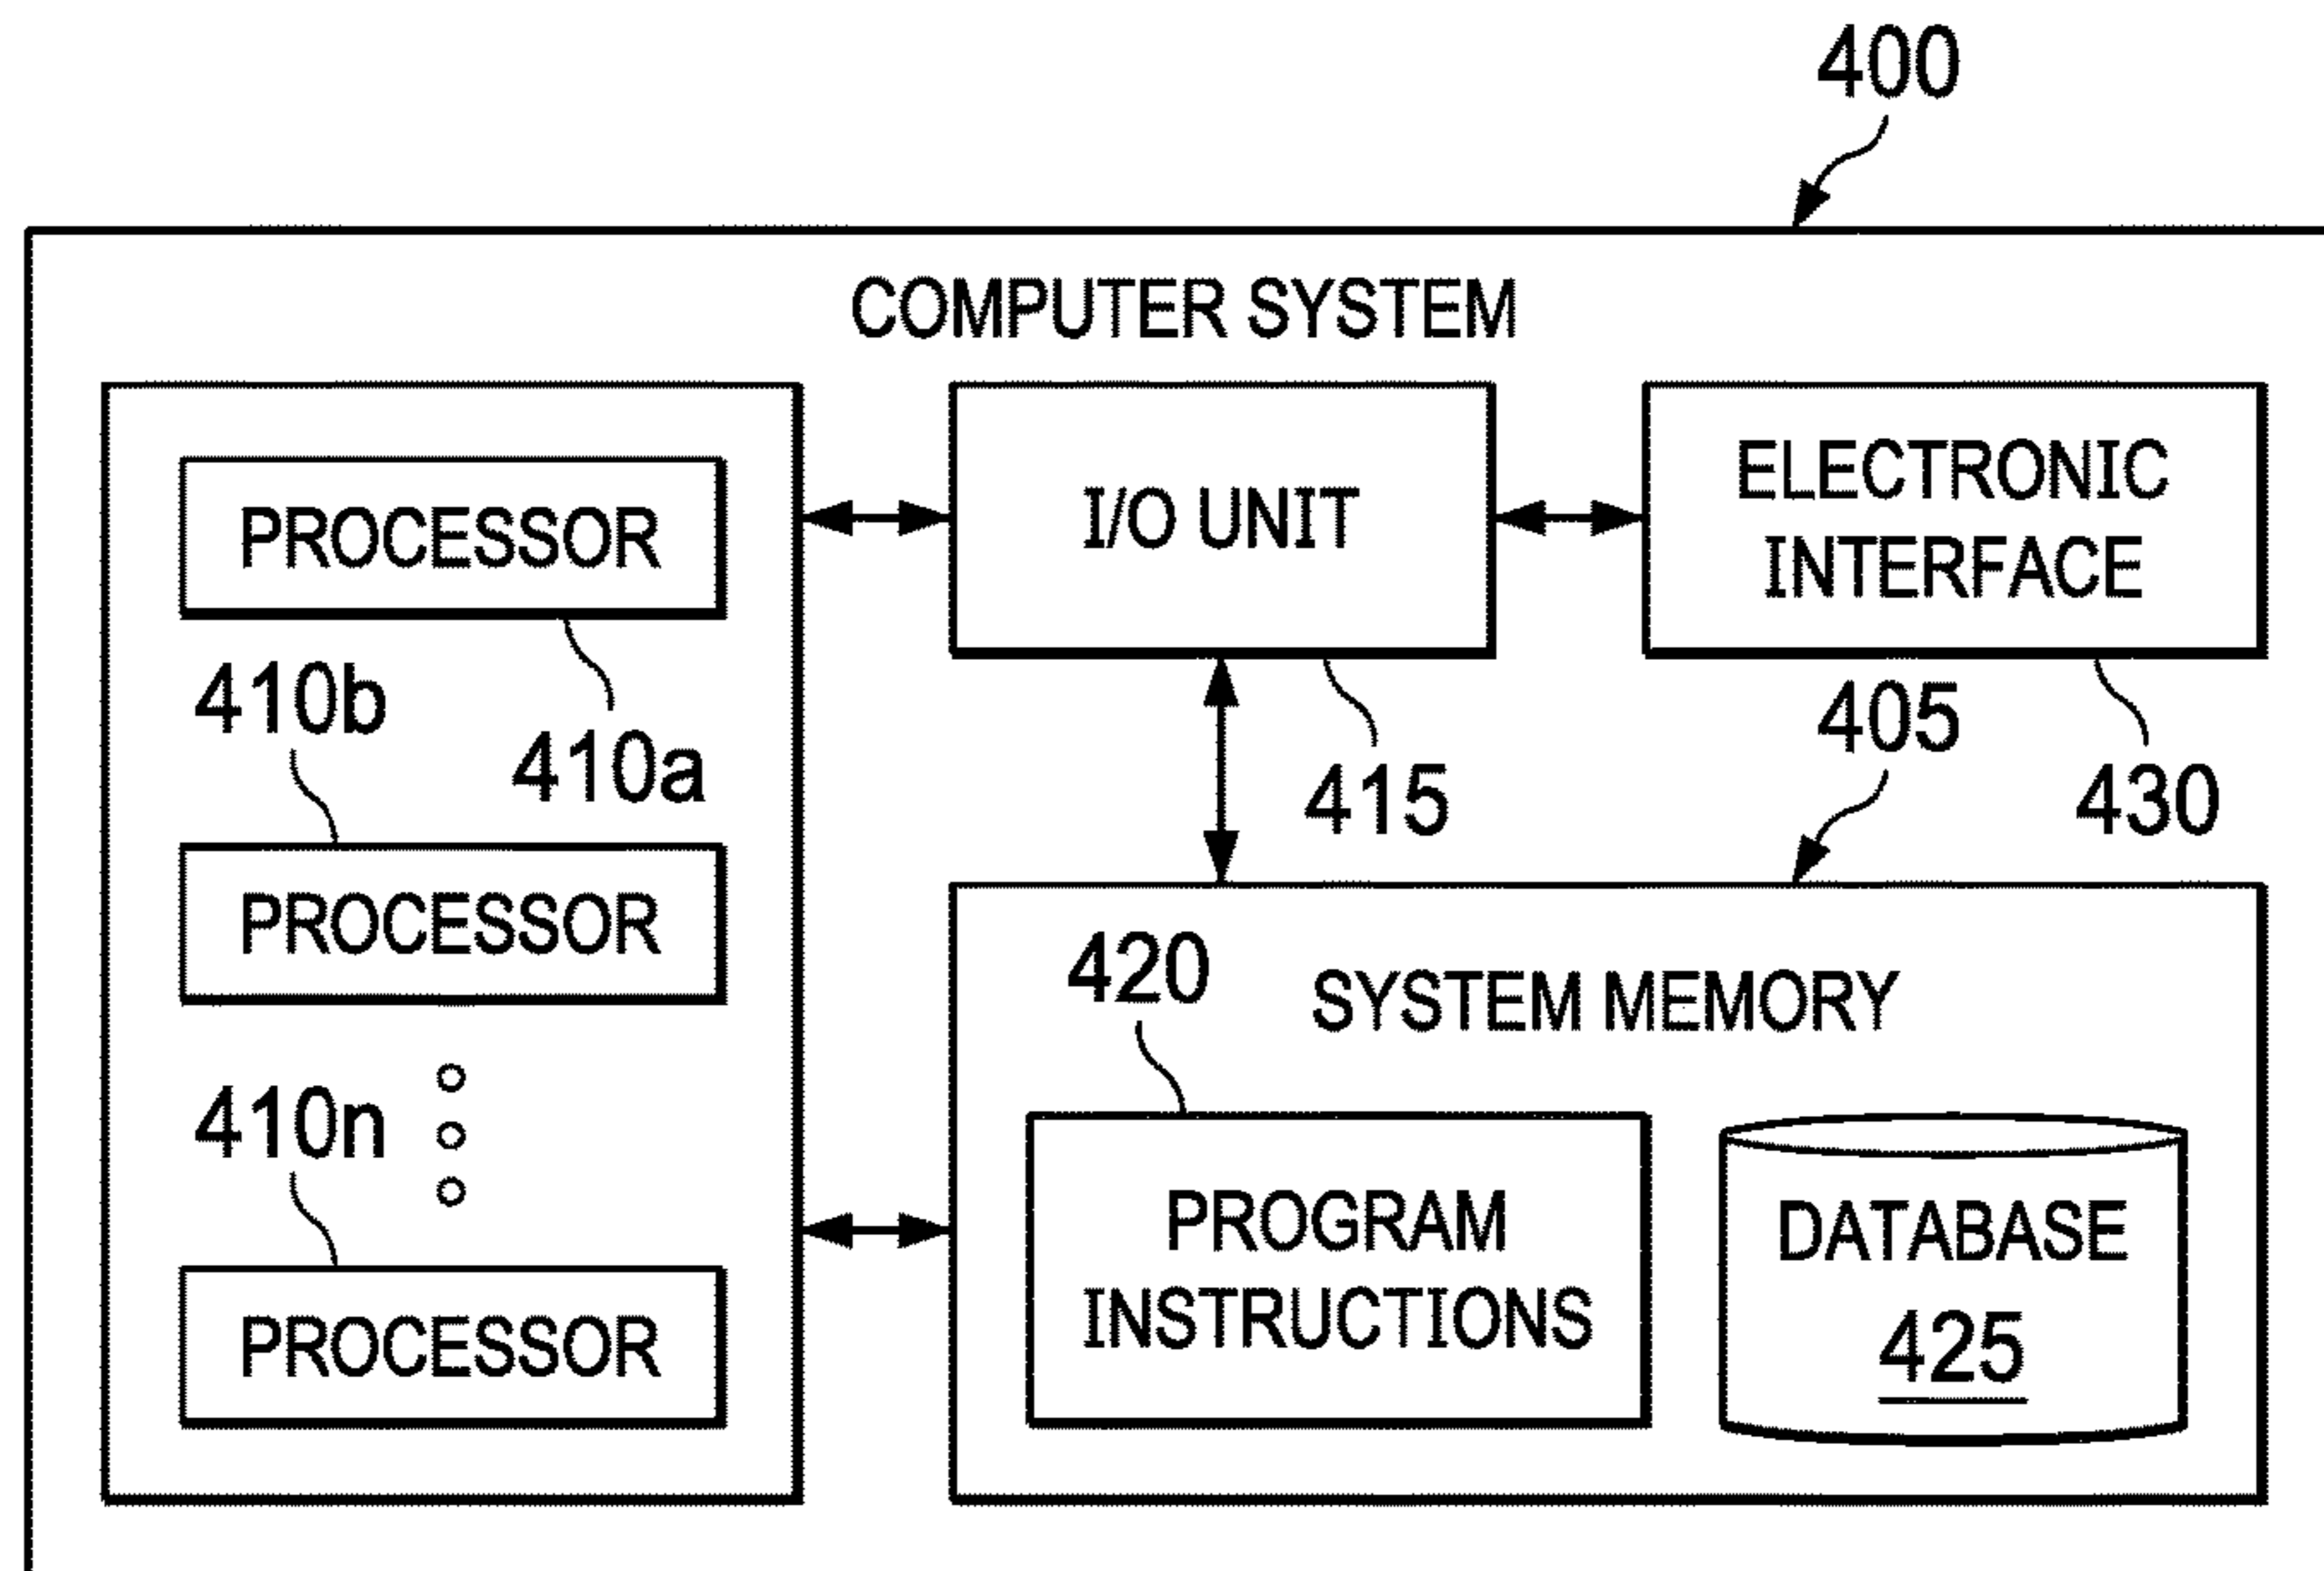 400
COMPUTER SYSTEM
PROCESSOR
410a
410b
PROCESSOR
410n
PROCESSOR
I/O UNIT
415
ELECTRONIC
INTERFACE
430
405
SYSTEM MEMORY
420
PROGRAM
INSTRUCTIONS
DATABASE
425